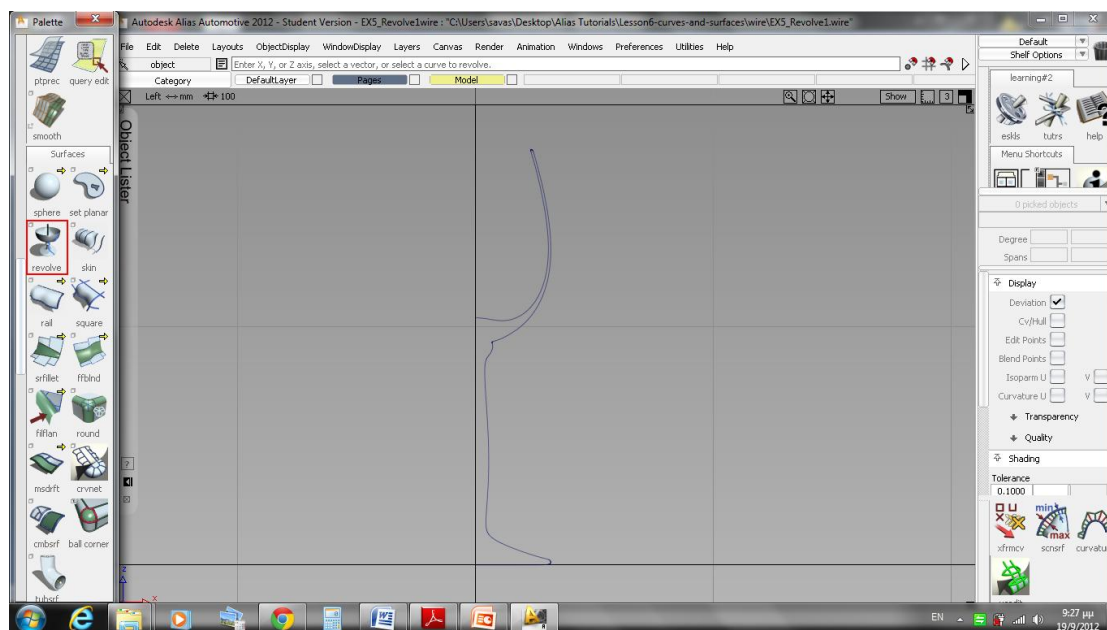 Palette
Autodesk Alias Automotive 2012 - Student Version - EX5_Revolve1wire : "C:\Users\savas\Desktop\Alias Tutorials\Lesson6-curves-and-surfaces\wire\EX5_Revolve1.wire"
File Edit Delete Layouts ObjectDisplay WindowDisplay Layers Canvas Render Animation Windows Preferences Utilities Help
object Enter X, Y, or Z axis, select a vector, or select a curve to revolve.
Category DefaultLayer Pages Model
Left mm 100 Show 3
Object Lister
ptprec query edit
smooth
Surfaces
sphere set planar
revolve skin
rail square
srfillet ffblnd
filflan round
msdrft crvnet
cmbsrf ball corner
tubsrf
?
z
x
Default
Shelf Options
learning#2
eskls tutrs help
Menu Shortcuts
0 picked objects
Degree
Spans
Display
Deviation
Cv/Hull
Edit Points
Blend Points
Isoparm U V
Curvature U V
Transparency
Quality
Shading
Tolerance
0.1000
min
max
xfrmcv scnsrf curvatu
EN
9:27 μμ
19/9/2012